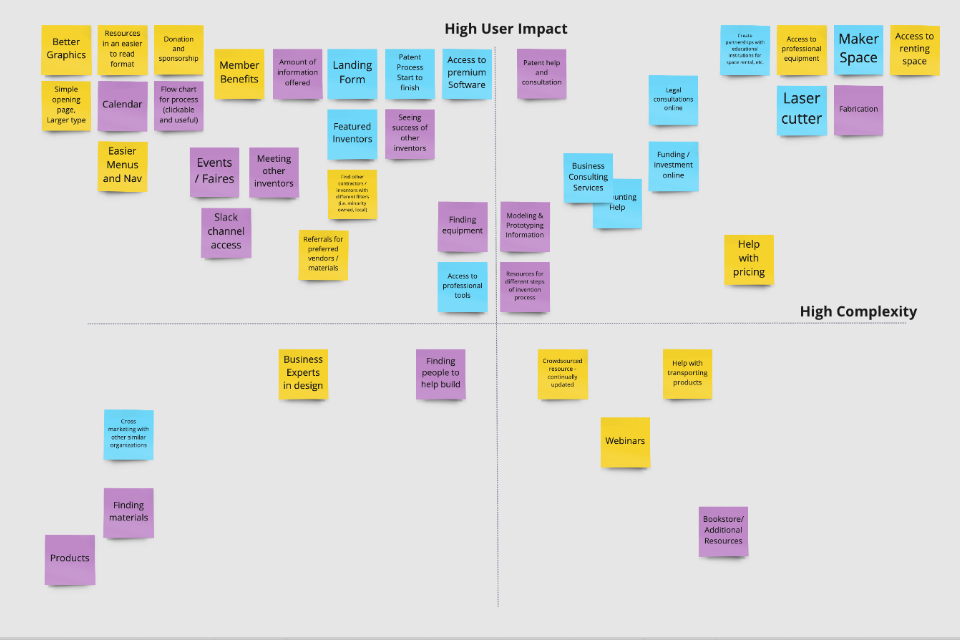 High User Impact
Better
Graphics
Resources
in an easier
to read
format
Donation
and
sponsorship
Member
Benefits
Amount of
information
offered
Landing
Form
Patent
Process
Start to
finish
Access to
premium
Software
Patent help
and
consultation
Create
partnerships with
educational
institutions for
space rental, etc.
Access to
professional
equipment
Maker
Space
Access to
renting
space
Simple
opening
page,
Larger type
Calendar
Flow chart
for process
(clickable
and useful)
Featured
Inventors
Seeing
success of
other
inventors
Legal
consultations
online
Laser
cutter
Fabrication
Easier
Menus
and Nav
Events
/ Faires
Meeting
other
inventors
Find other
contractors /
inventors with
different filters
(i.e. minority
owned, local)
Business
Consulting
Services
unting
Help
Funding /
investment
online
Slack
channel
access
Referrals for
preferred
vendors /
materials
Finding
equipment
Modeling &
Prototyping
Information
Help
with
pricing
Access to
professional
tools
Resources for
different steps
of invention
process
High Complexity
Business
Experts
in design
Finding
people to
help build
Crowdsourced
resource -
continually
updated
Help with
transporting
products
Cross
marketing with
other similar
organizations
Webinars
Finding
materials
Bookstore/
Additional
Resources
Products